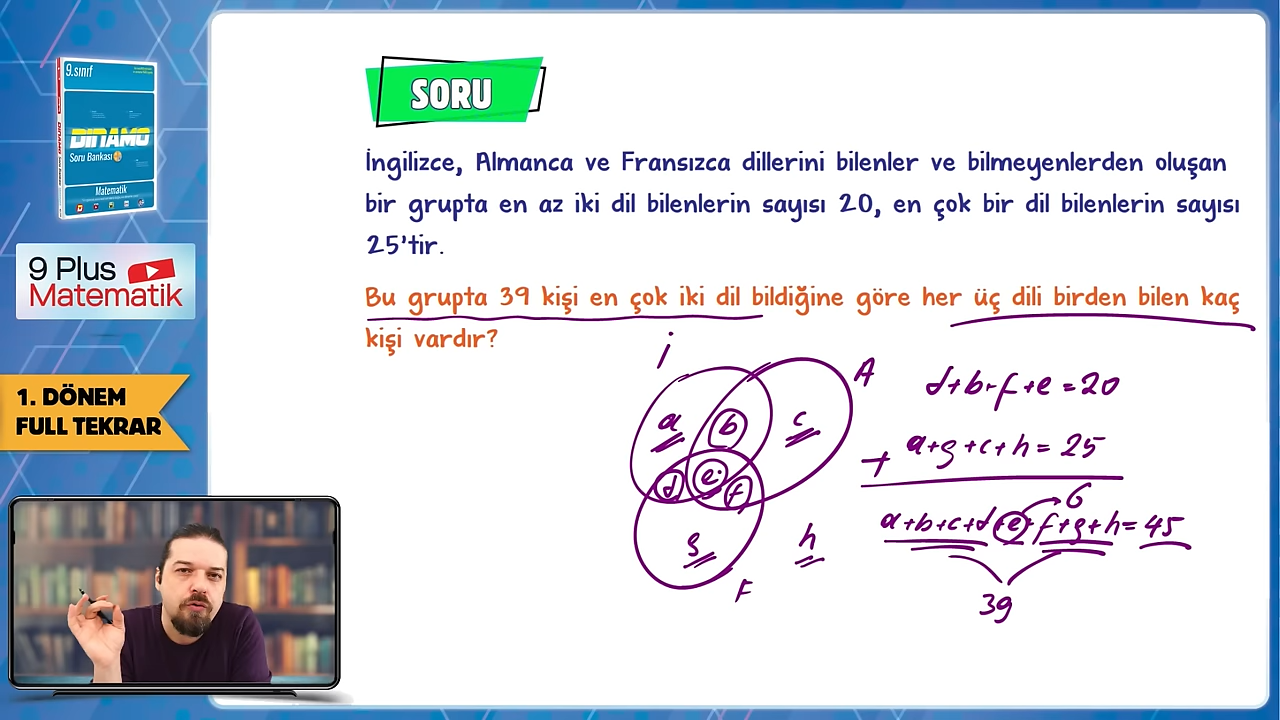 9.sınıf
DINAMO
Soru Bankası
Matematik
9 Plus
Matematik
1. DÖNEM
FULL TEKRAR
SORU
İngilizce, Almanca ve Fransızca dillerini bilenler ve bilmeyenlerden oluşan
bir grupta en az iki dil bilenlerin sayısı 20, en çok bir dil bilenlerin sayısı
25'tir.
Bu grupta 39 kişi en çok iki dil bildiğine göre her üç dili birden bilen kaç
kişi vardır?
İ
A
a b c
d e f
g h
F
d+b+f+e=20
+ a+g+c+h=25
6
a+b+c+d+e+f+g+h=45
39